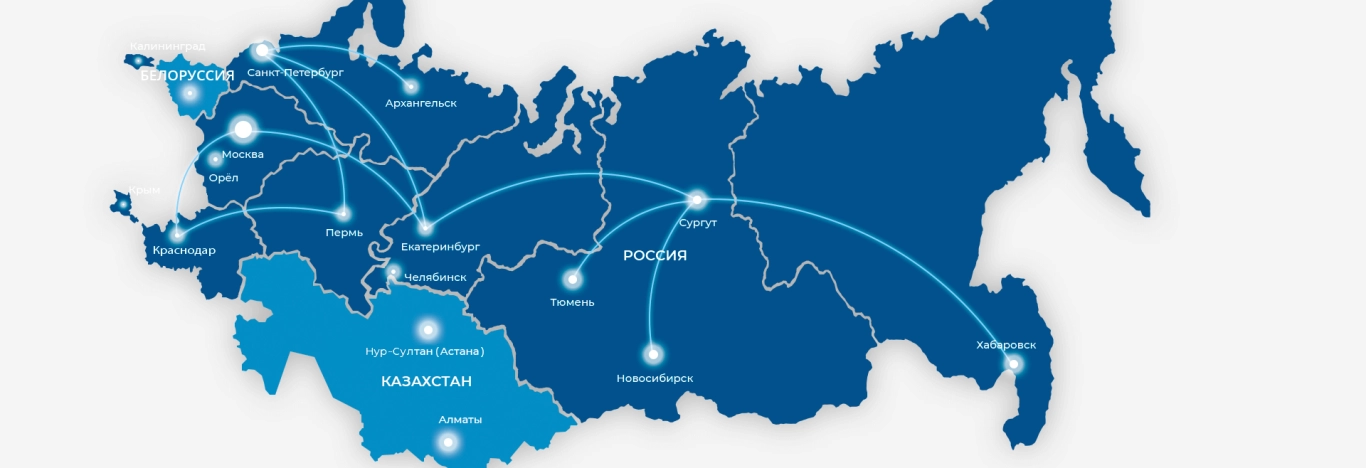 Калининград
БЕЛОРУССИЯ
Санкт-Петербург
Архангельск
Москва
Орёл
Крым
Краснодар
Пермь
Екатеринбург
Челябинск
Сургут
РОССИЯ
Тюмень
Хабаровск
Нур-Султан (Астана)
Новосибирск
КАЗАХСТАН
Алматы